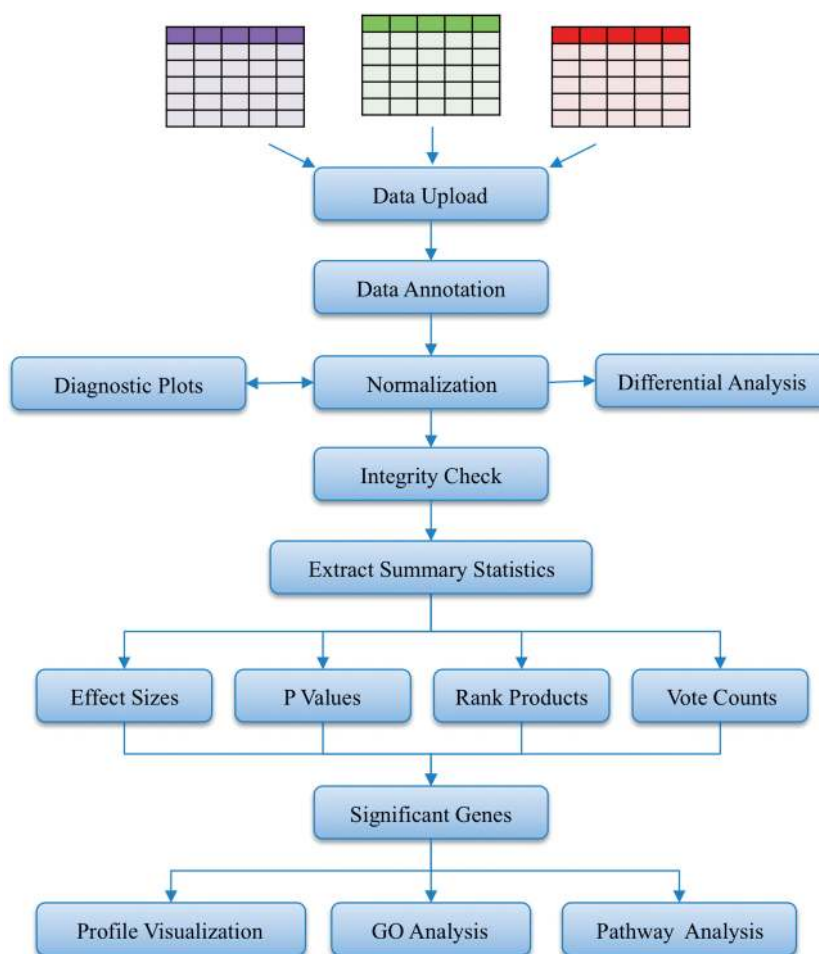 Data Upload
Data Annotation
Diagnostic Plots
Normalization
Differential Analysis
Integrity Check
Extract Summary Statistics
Effect Sizes
P Values
Rank Products
Vote Counts
Significant Genes
Profile Visualization
GO Analysis
Pathway Analysis